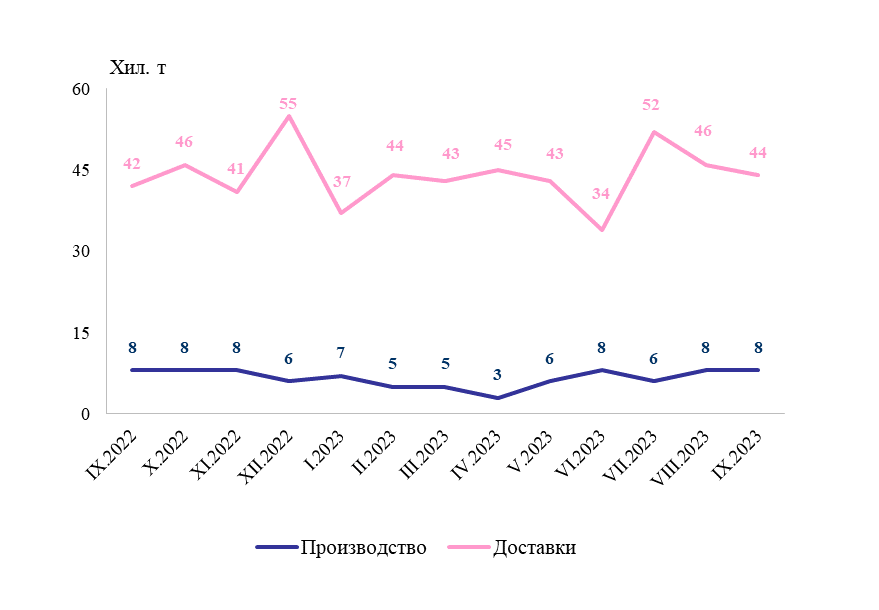 Хил. т
60
45
30
15
0
42 46 41 55 37 44 43 45 43 34 52 46 44
8 8 8 6 7 5 5 3 6 8 6 8 8
IX.2022 X.2022 XI.2022 XII.2022 I.2023 II.2023 III.2023 IV.2023 V.2023 VI.2023 VII.2023 VIII.2023 IX.2023
Производство Доставки